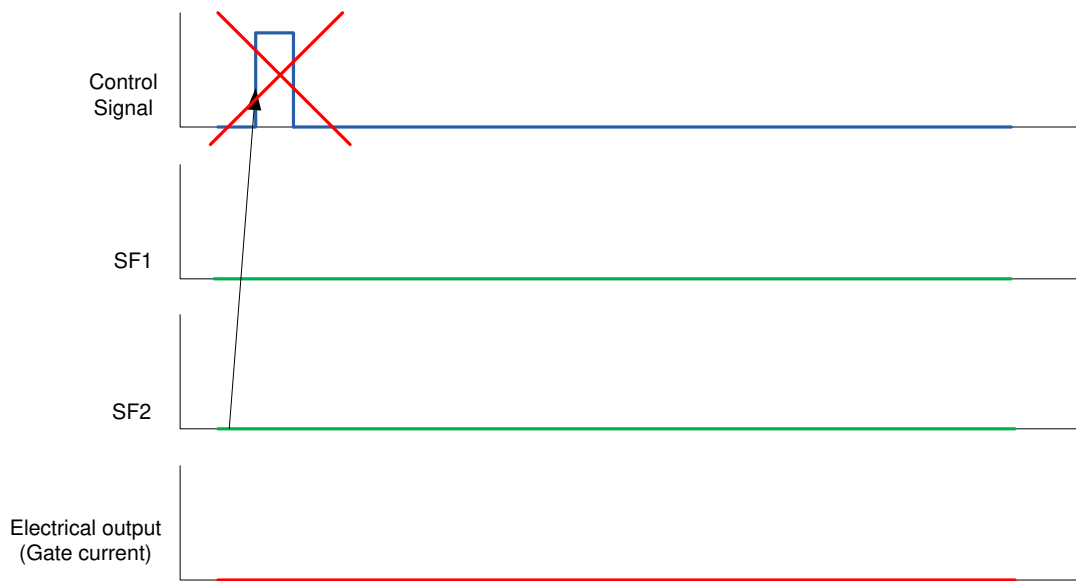 Control
Signal
SF1
SF2
Electrical output
(Gate current)